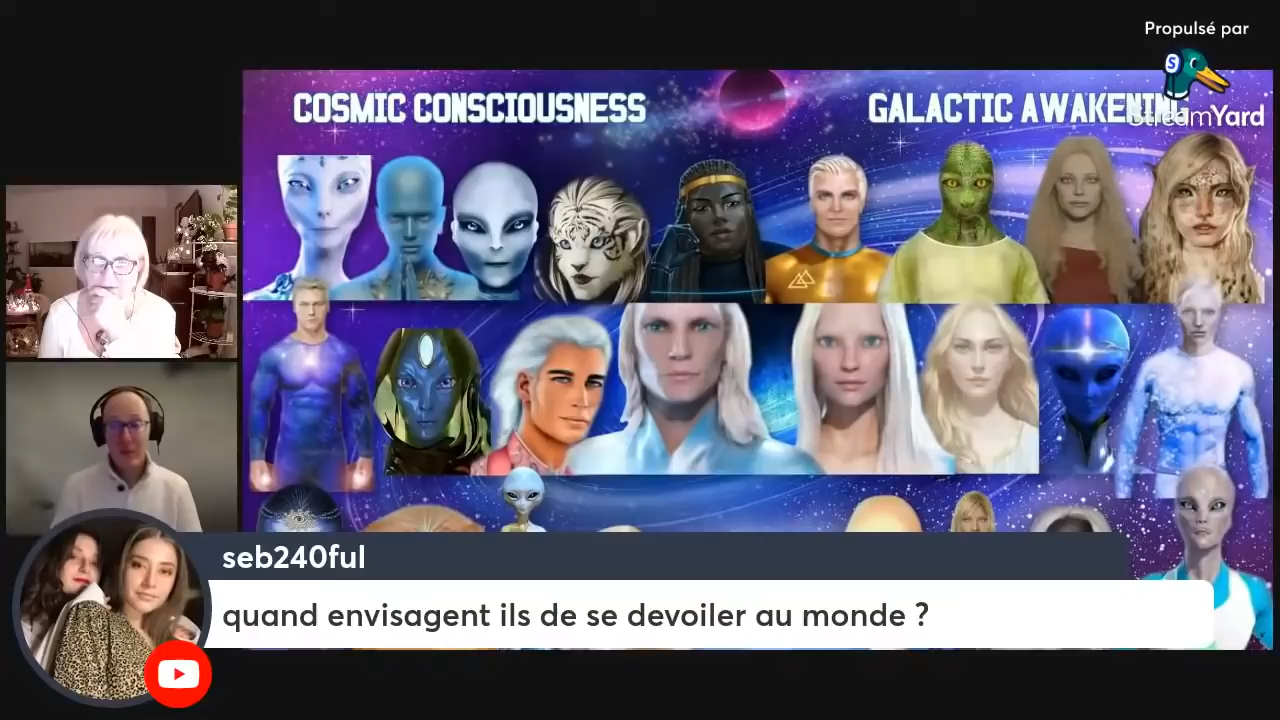 Propulsé par
StreamYard
COSMIC CONSCIOUSNESS
GALACTIC AWAKENING
seb240ful
quand envisagent ils de se devoiler au monde ?